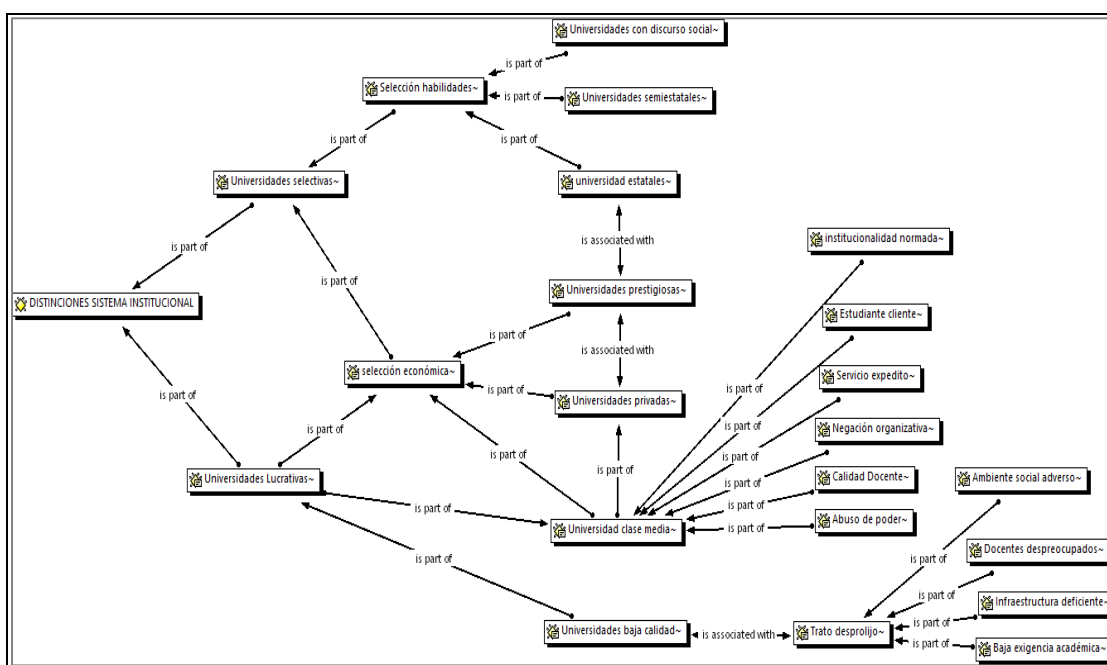 Universidades con discurso social~
is part of
Selección habilidades~
is part of
Universidades semiestatales~
is part of
is part of
Universidades selectivas~
universidad estatales~
is part of
is associated with
institucionalidad normada~
DISTINCIONES SISTEMA INSTITUCIONAL
is part of
Universidades prestigiosas~
Estudiante cliente~
is part of
is associated with
selección económica~
is part of
Universidades privadas~
is part of
Servicio expedito~
is part of
is part of
is part of
Negación organizativa~
is part of
is part of
is part of
Universidades Lucrativas~
is part of
is part of
Calidad Docente~
Ambiente social adverso~
is part of
Universidad clase media~
is part of
Abuso de poder~
is part of
Docentes despreocupados~
is part of
is part of
Infraestructura deficiente~
Universidades baja calidad~
is associated with
Trato desprolijo~
is part of
is part of
Baja exigencia académica~